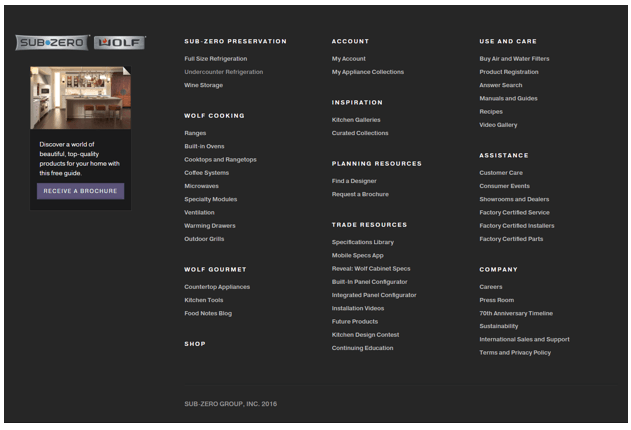 SUB-ZERO WOLF
Discover a world of
beautiful, top-quality
products for your home with
this free guide.
RECEIVE A BROCHURE
SUB-ZERO PRESERVATION
Full Size Refrigeration
Undercounter Refrigeration
Wine Storage
WOLF COOKING
Ranges
Built-in Ovens
Cooktops and Rangetops
Coffee Systems
Microwaves
Specialty Modules
Ventilation
Warming Drawers
Outdoor Grills
WOLF GOURMET
Countertop Appliances
Kitchen Tools
Food Notes Blog
SHOP
ACCOUNT
My Account
My Appliance Collections
INSPIRATION
Kitchen Galleries
Curated Collections
PLANNING RESOURCES
Find a Designer
Request a Brochure
TRADE RESOURCES
Specifications Library
Mobile Specs App
Reveal: Wolf Cabinet Specs
Built-In Panel Configurator
Integrated Panel Configurator
Installation Videos
Future Products
Kitchen Design Contest
Continuing Education
USE AND CARE
Buy Air and Water Filters
Product Registration
Answer Search
Manuals and Guides
Recipes
Video Gallery
ASSISTANCE
Customer Care
Consumer Events
Showrooms and Dealers
Factory Certified Service
Factory Certified Installers
Factory Certified Parts
COMPANY
Careers
Press Room
70th Anniversary Timeline
Sustainability
International Sales and Support
Terms and Privacy Policy
SUB-ZERO GROUP, INC. 2016